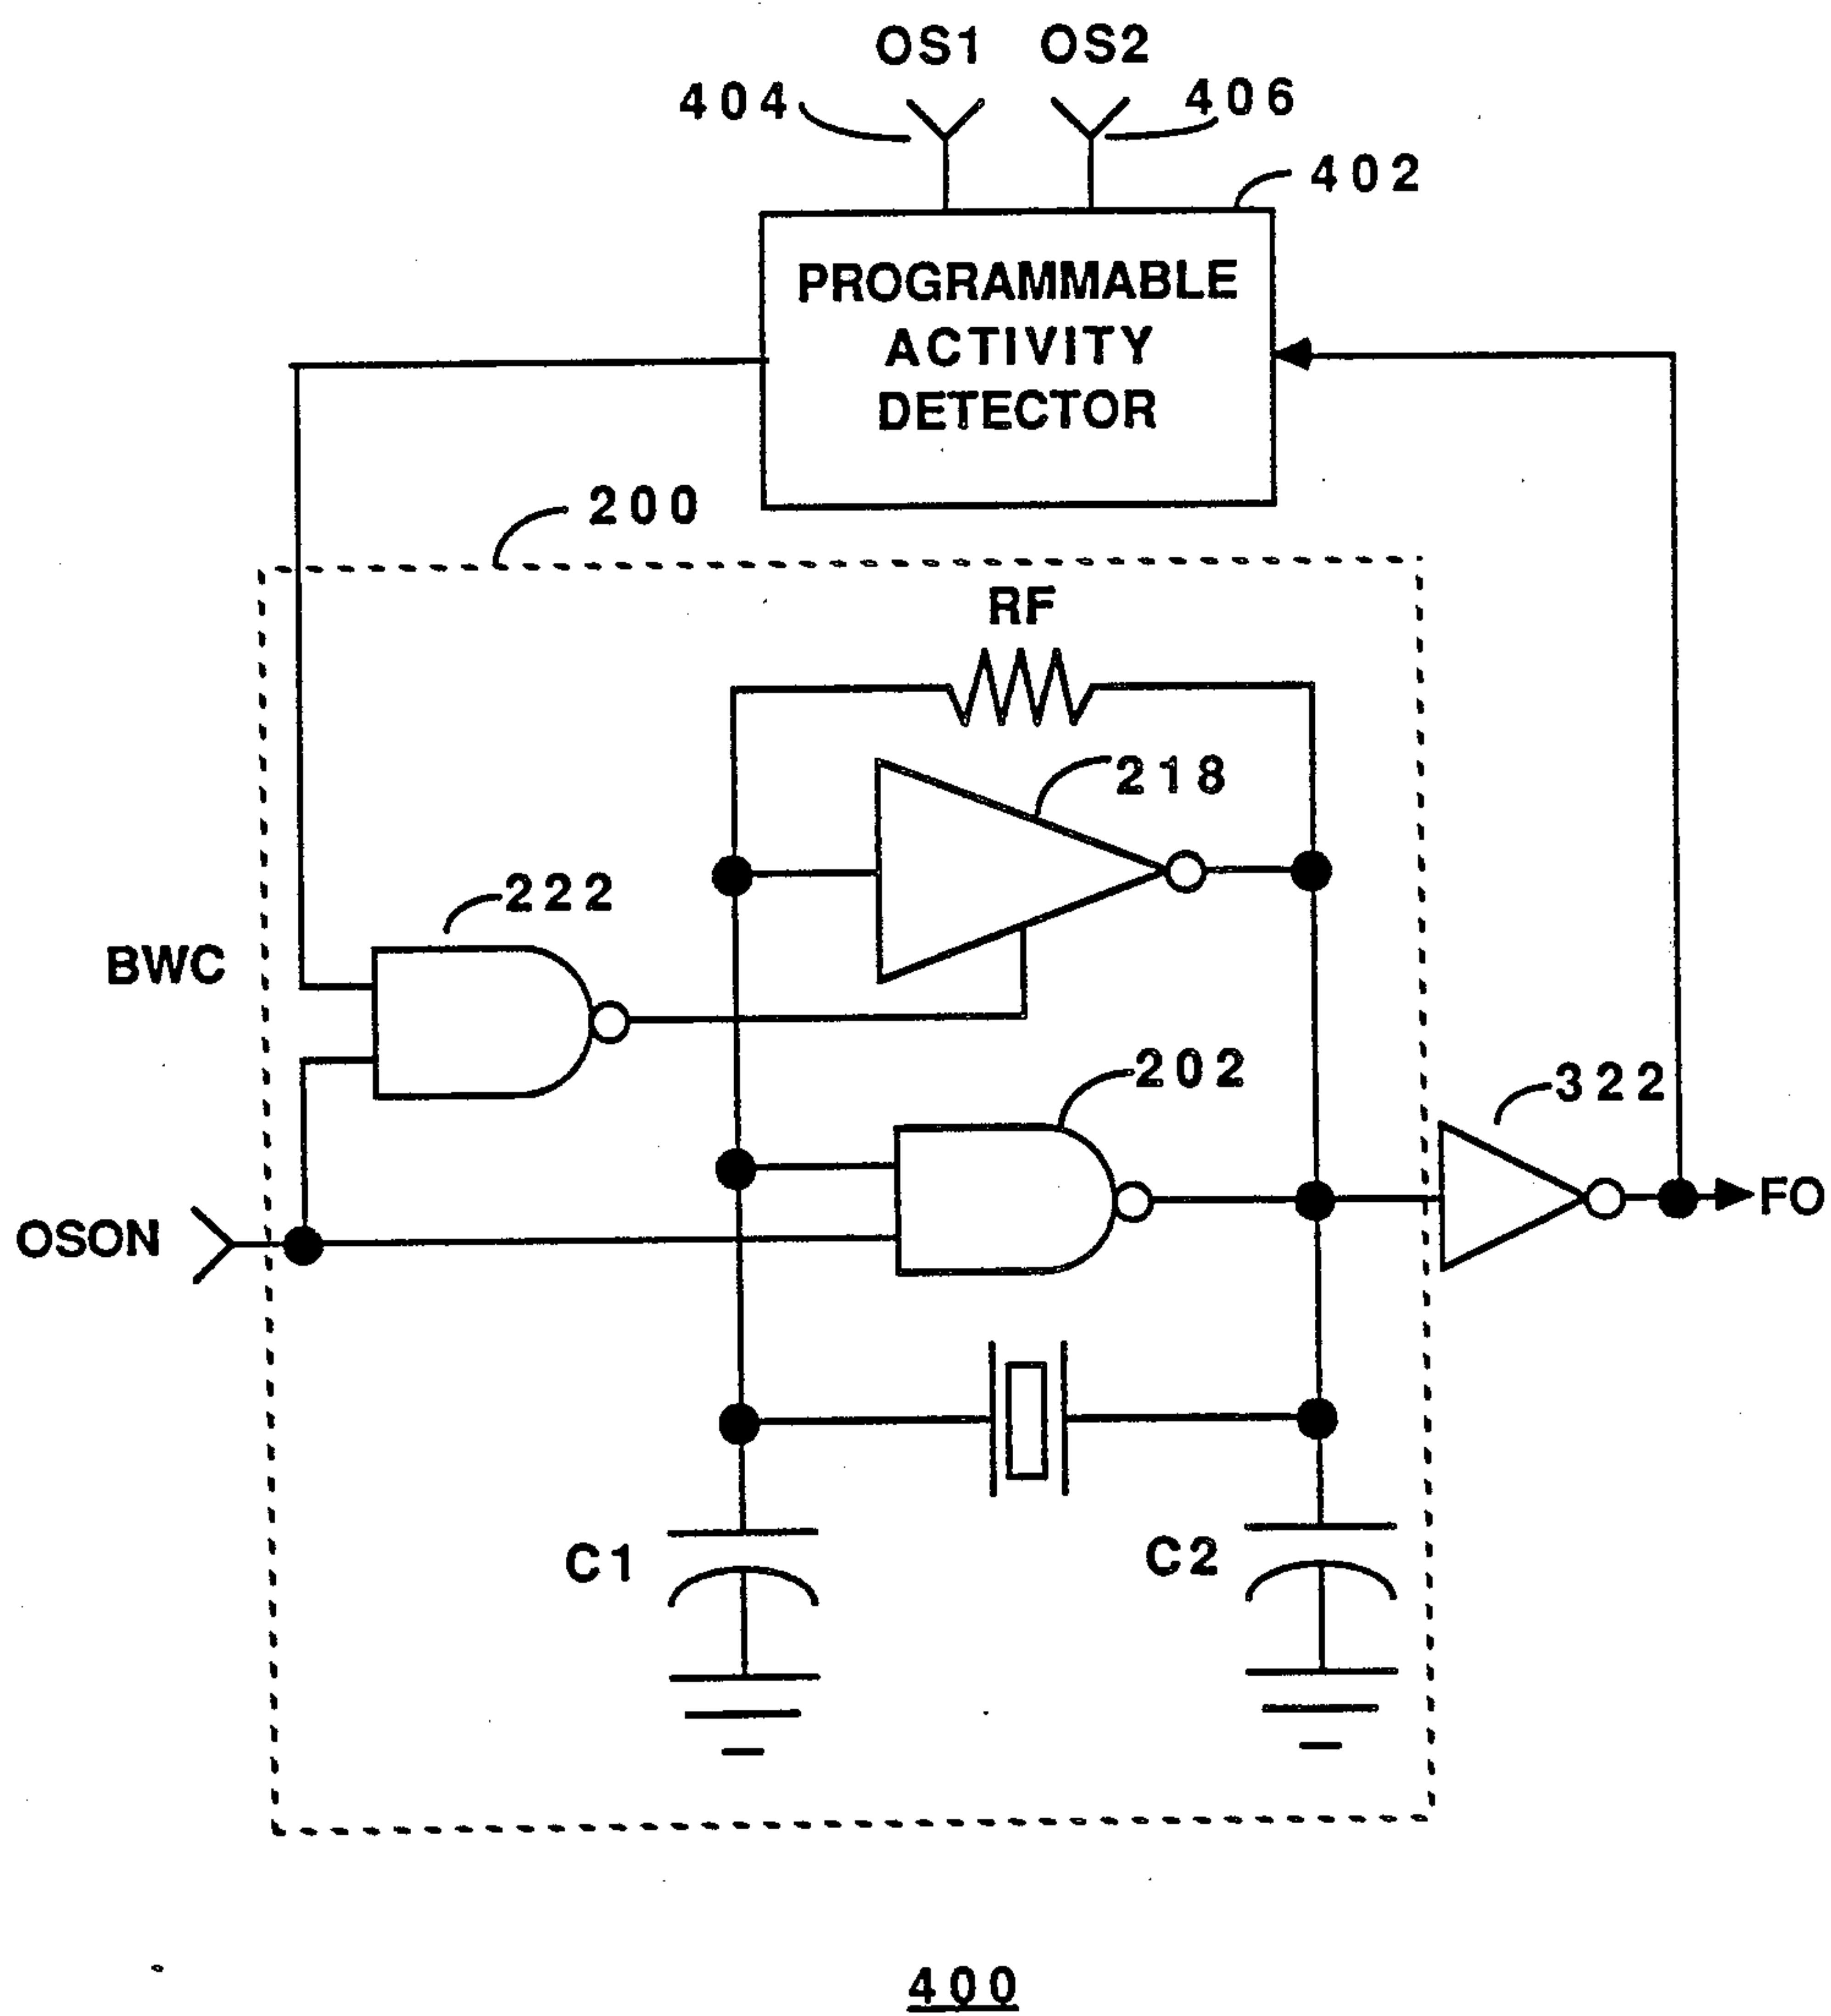 OS1 OS2
404 406
402
PROGRAMMABLE
ACTIVITY
DETECTOR
200
RF
218
222
BWC
202
322
OSON
FO
C1 C2
400